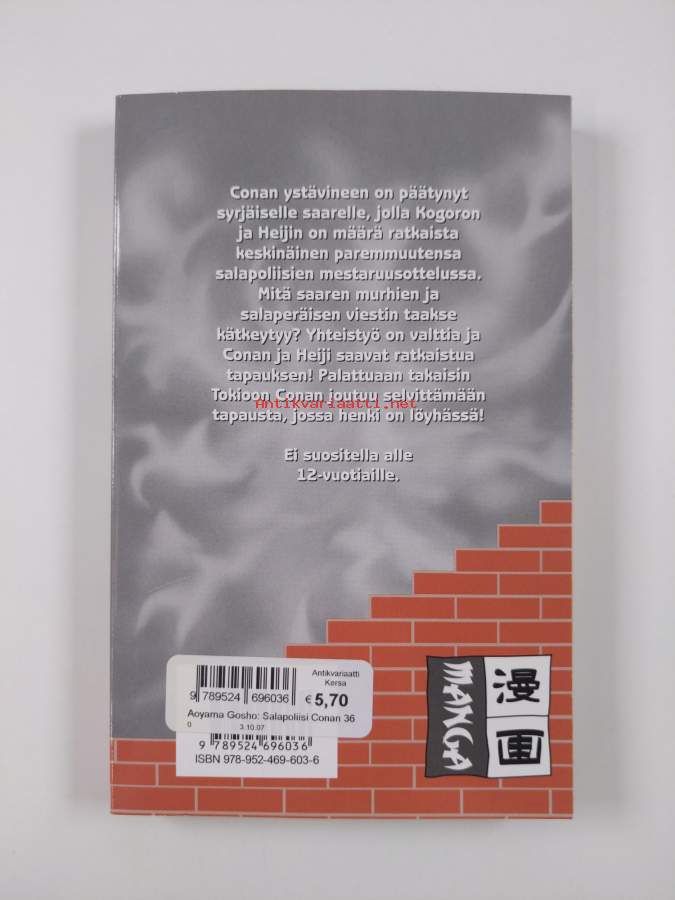 Conan ystävineen on päätynyt
syrjäiselle saarelle, jolla Kogoron
ja Heijin on määrä ratkaista
keskinäinen paremmuutensa
salapoliisien mestaruusottelussa.
Mitä saaren murhien ja
salaperäisen viestin taakse
kätkeytyy? Yhteistyö on valttia ja
Conan ja Heiji saavat ratkaistua
tapauksen! Palattuaan takaisin
Tokioon Conan joutuu selvittämään
Antikvariaatti.net
tapausta, jossa henki on löyhässä!
Ei suositella alle
12-vuotiaille.
Antikvariaatti
Kersa
9 789524 696036
€ 5,70
Aoyama Gosho: Salapoliisi Conan 36
0 3.10.07
9 789524 696036
ISBN 978-952-469-603-6
MANGA
漫
画